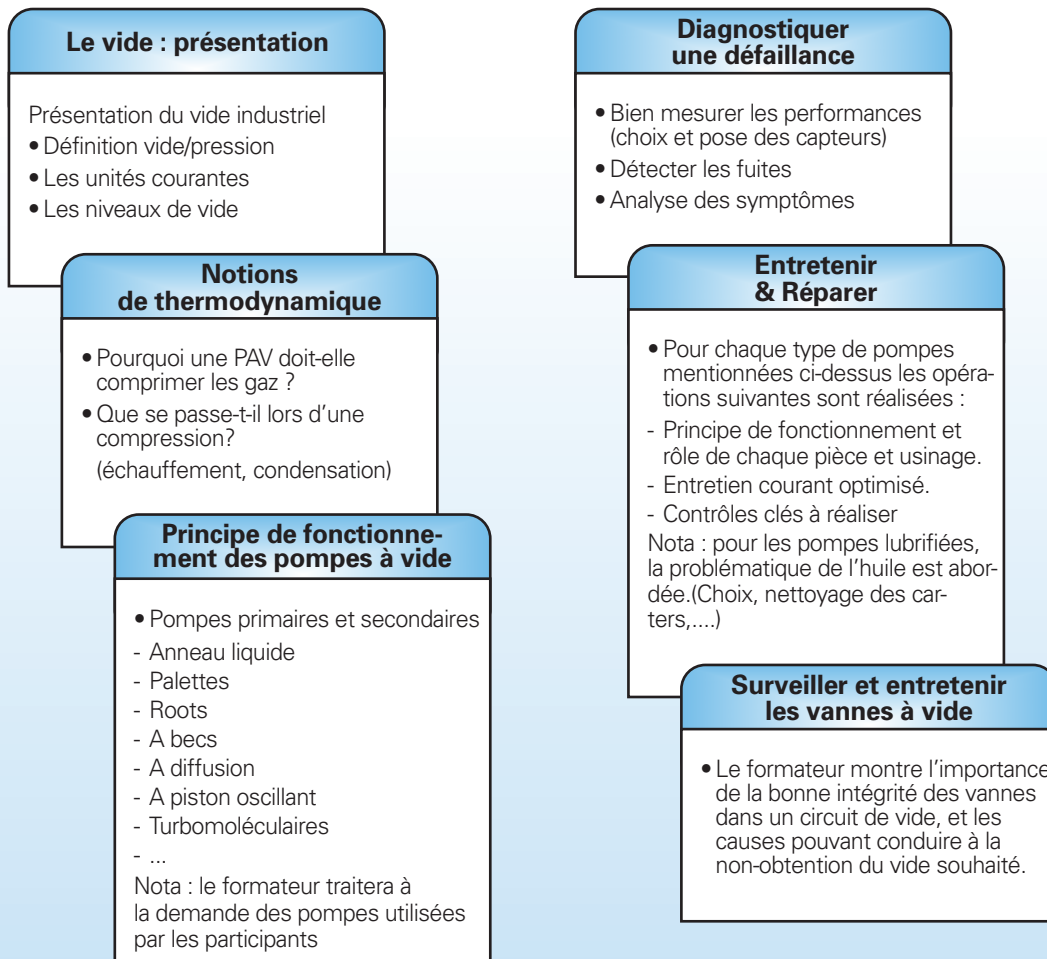 Le vide : présentation
Présentation du vide industriel
• Définition vide/pression
• Les unités courantes
• Les niveaux de vide
Notions
de thermodynamique
• Pourquoi une PAV doit-elle
comprimer les gaz ?
• Que se passe-t-il lors d'une
compression?
(échauffement, condensation)
Principe de fonctionne-
ment des pompes à vide
• Pompes primaires et secondaires
- Anneau liquide
- Palettes
- Roots
- A becs
- A diffusion
- A piston oscillant
- Turbomoléculaires
- ...
Nota : le formateur traitera à
la demande des pompes utilisées
par les participants
Diagnostiquer
une défaillance
• Bien mesurer les performances
(choix et pose des capteurs)
• Détecter les fuites
• Analyse des symptômes
Entretenir
& Réparer
• Pour chaque type de pompes
mentionnées ci-dessus les opéra-
tions suivantes sont réalisées :
- Principe de fonctionnement et
rôle de chaque pièce et usinage.
- Entretien courant optimisé.
- Contrôles clés à réaliser
Nota : pour les pompes lubrifiées,
la problématique de l'huile est abor-
dée.(Choix, nettoyage des car-
ters,....)
Surveiller et entretenir
les vannes à vide
• Le formateur montre l'importance
de la bonne intégrité des vannes
dans un circuit de vide, et les
causes pouvant conduire à la
non-obtention du vide souhaité.